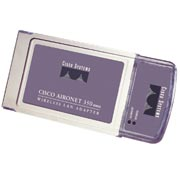 Cisco Systems
CISCO AIRONET 350 SERIES
WIRELESS LAN ADAPTER
Cisco Systems